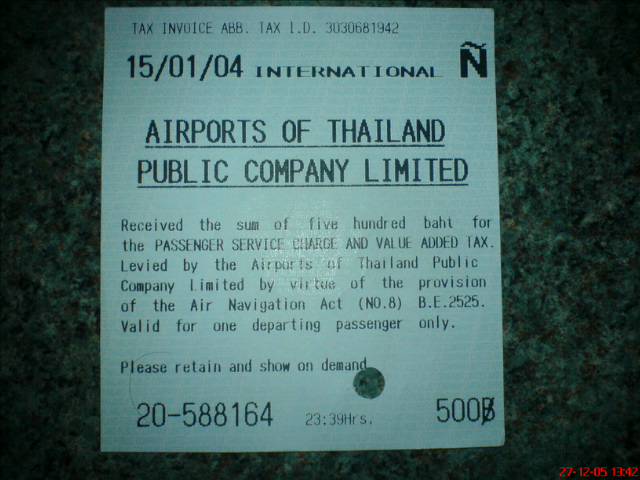 TAX INVOICE ABB. TAX I.D. 3030681942
15/01/04 INTERNATIONAL Ñ
AIRPORTS OF THAILAND
PUBLIC COMPANY LIMITED
Received the sum of five hundred baht for
the PASSENGER SERVICE CHARGE AND VALUE ADDED TAX.
Levied by the Airports of Thailand Public
Company Limited by virtue of the provision
of the Air Navigation Act (NO.8) B.E.2525.
Valid for one departing passenger only.
Please retain and show on demand
20-588164 23:39Hrs. 500฿
27-12-05 13:42